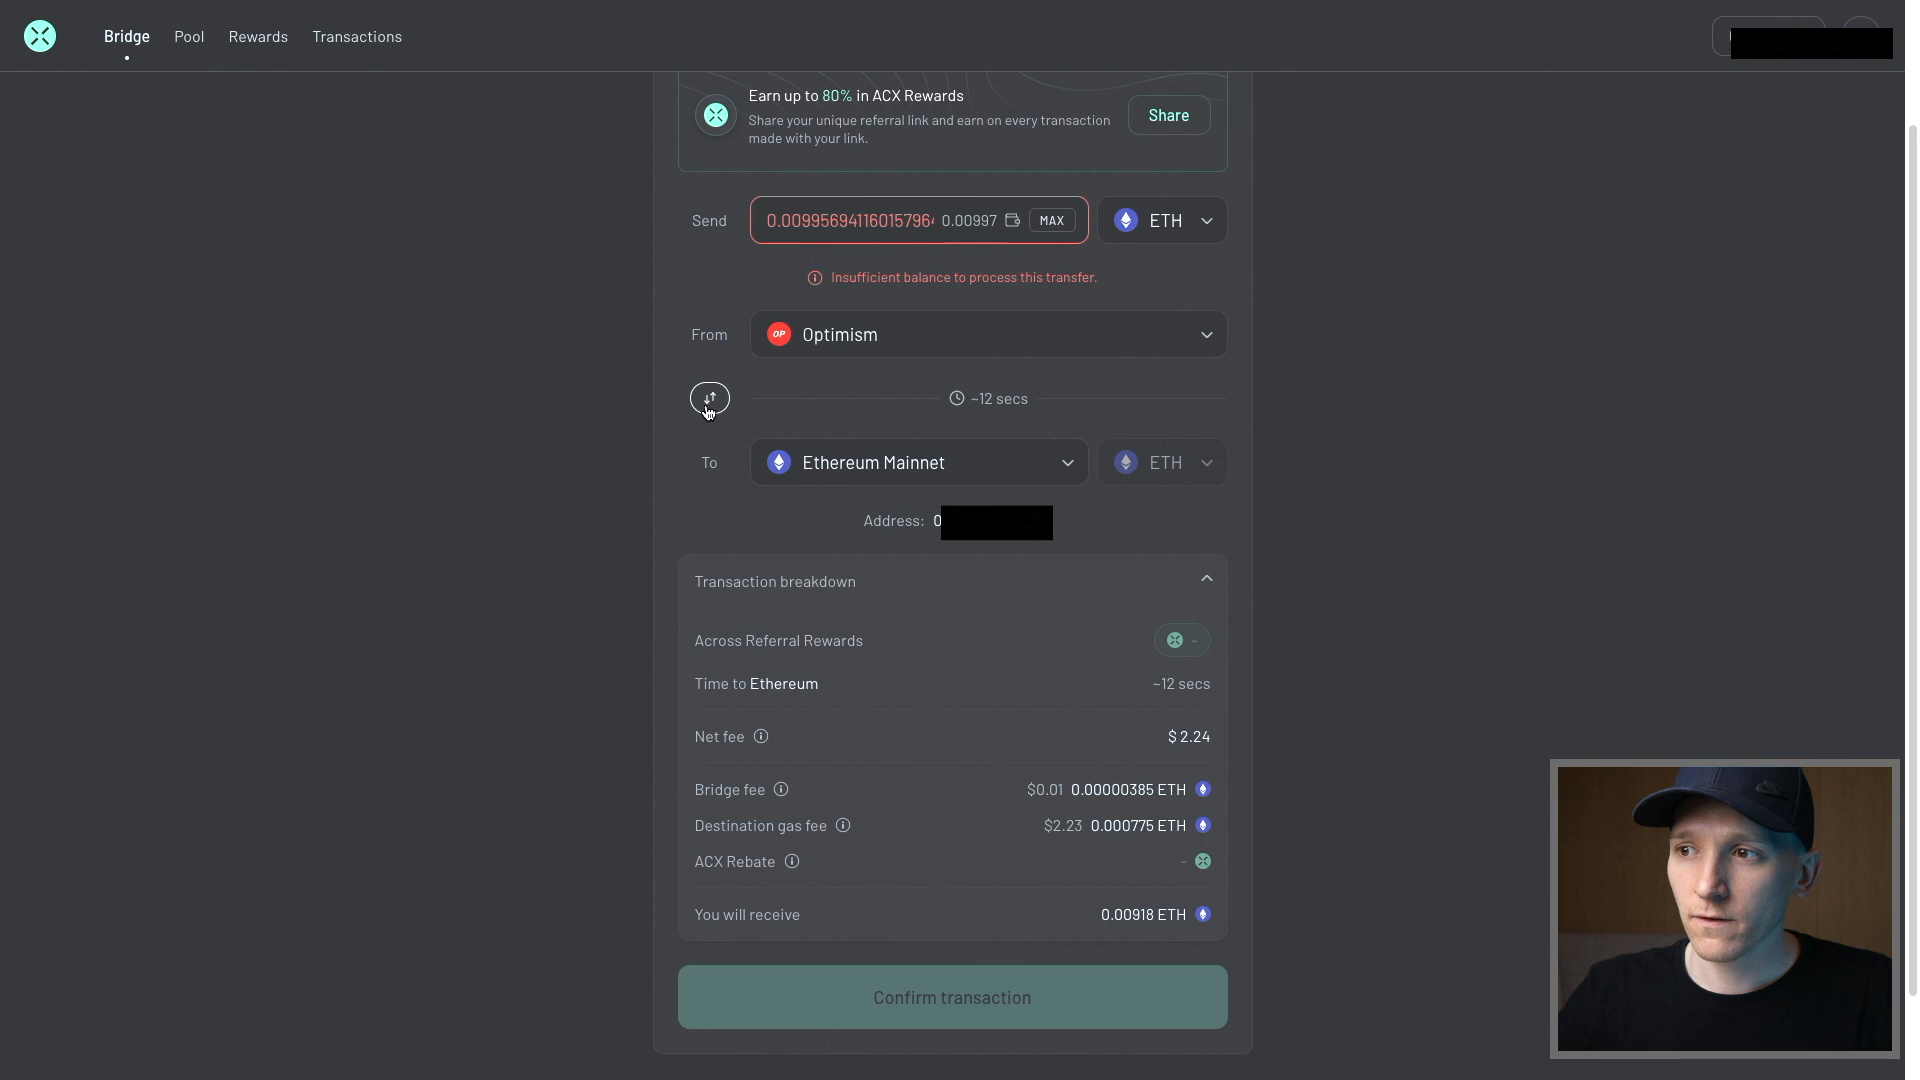 Bridge Pool Rewards Transactions
Earn up to 80% in ACX Rewards
Share your unique referral link and earn on every transaction
made with your link.
Share
Send 0.009956941160157964 0.00997 MAX ETH
Insufficient balance to process this transfer.
From OP Optimism
~12 secs
To Ethereum Mainnet ETH
Address: 0
Transaction breakdown
Across Referral Rewards -
Time to Ethereum ~12 secs
Net fee $ 2.24
Bridge fee $0.01 0.00000385 ETH
Destination gas fee $2.23 0.000775 ETH
ACX Rebate -
You will receive 0.00918 ETH
Confirm transaction